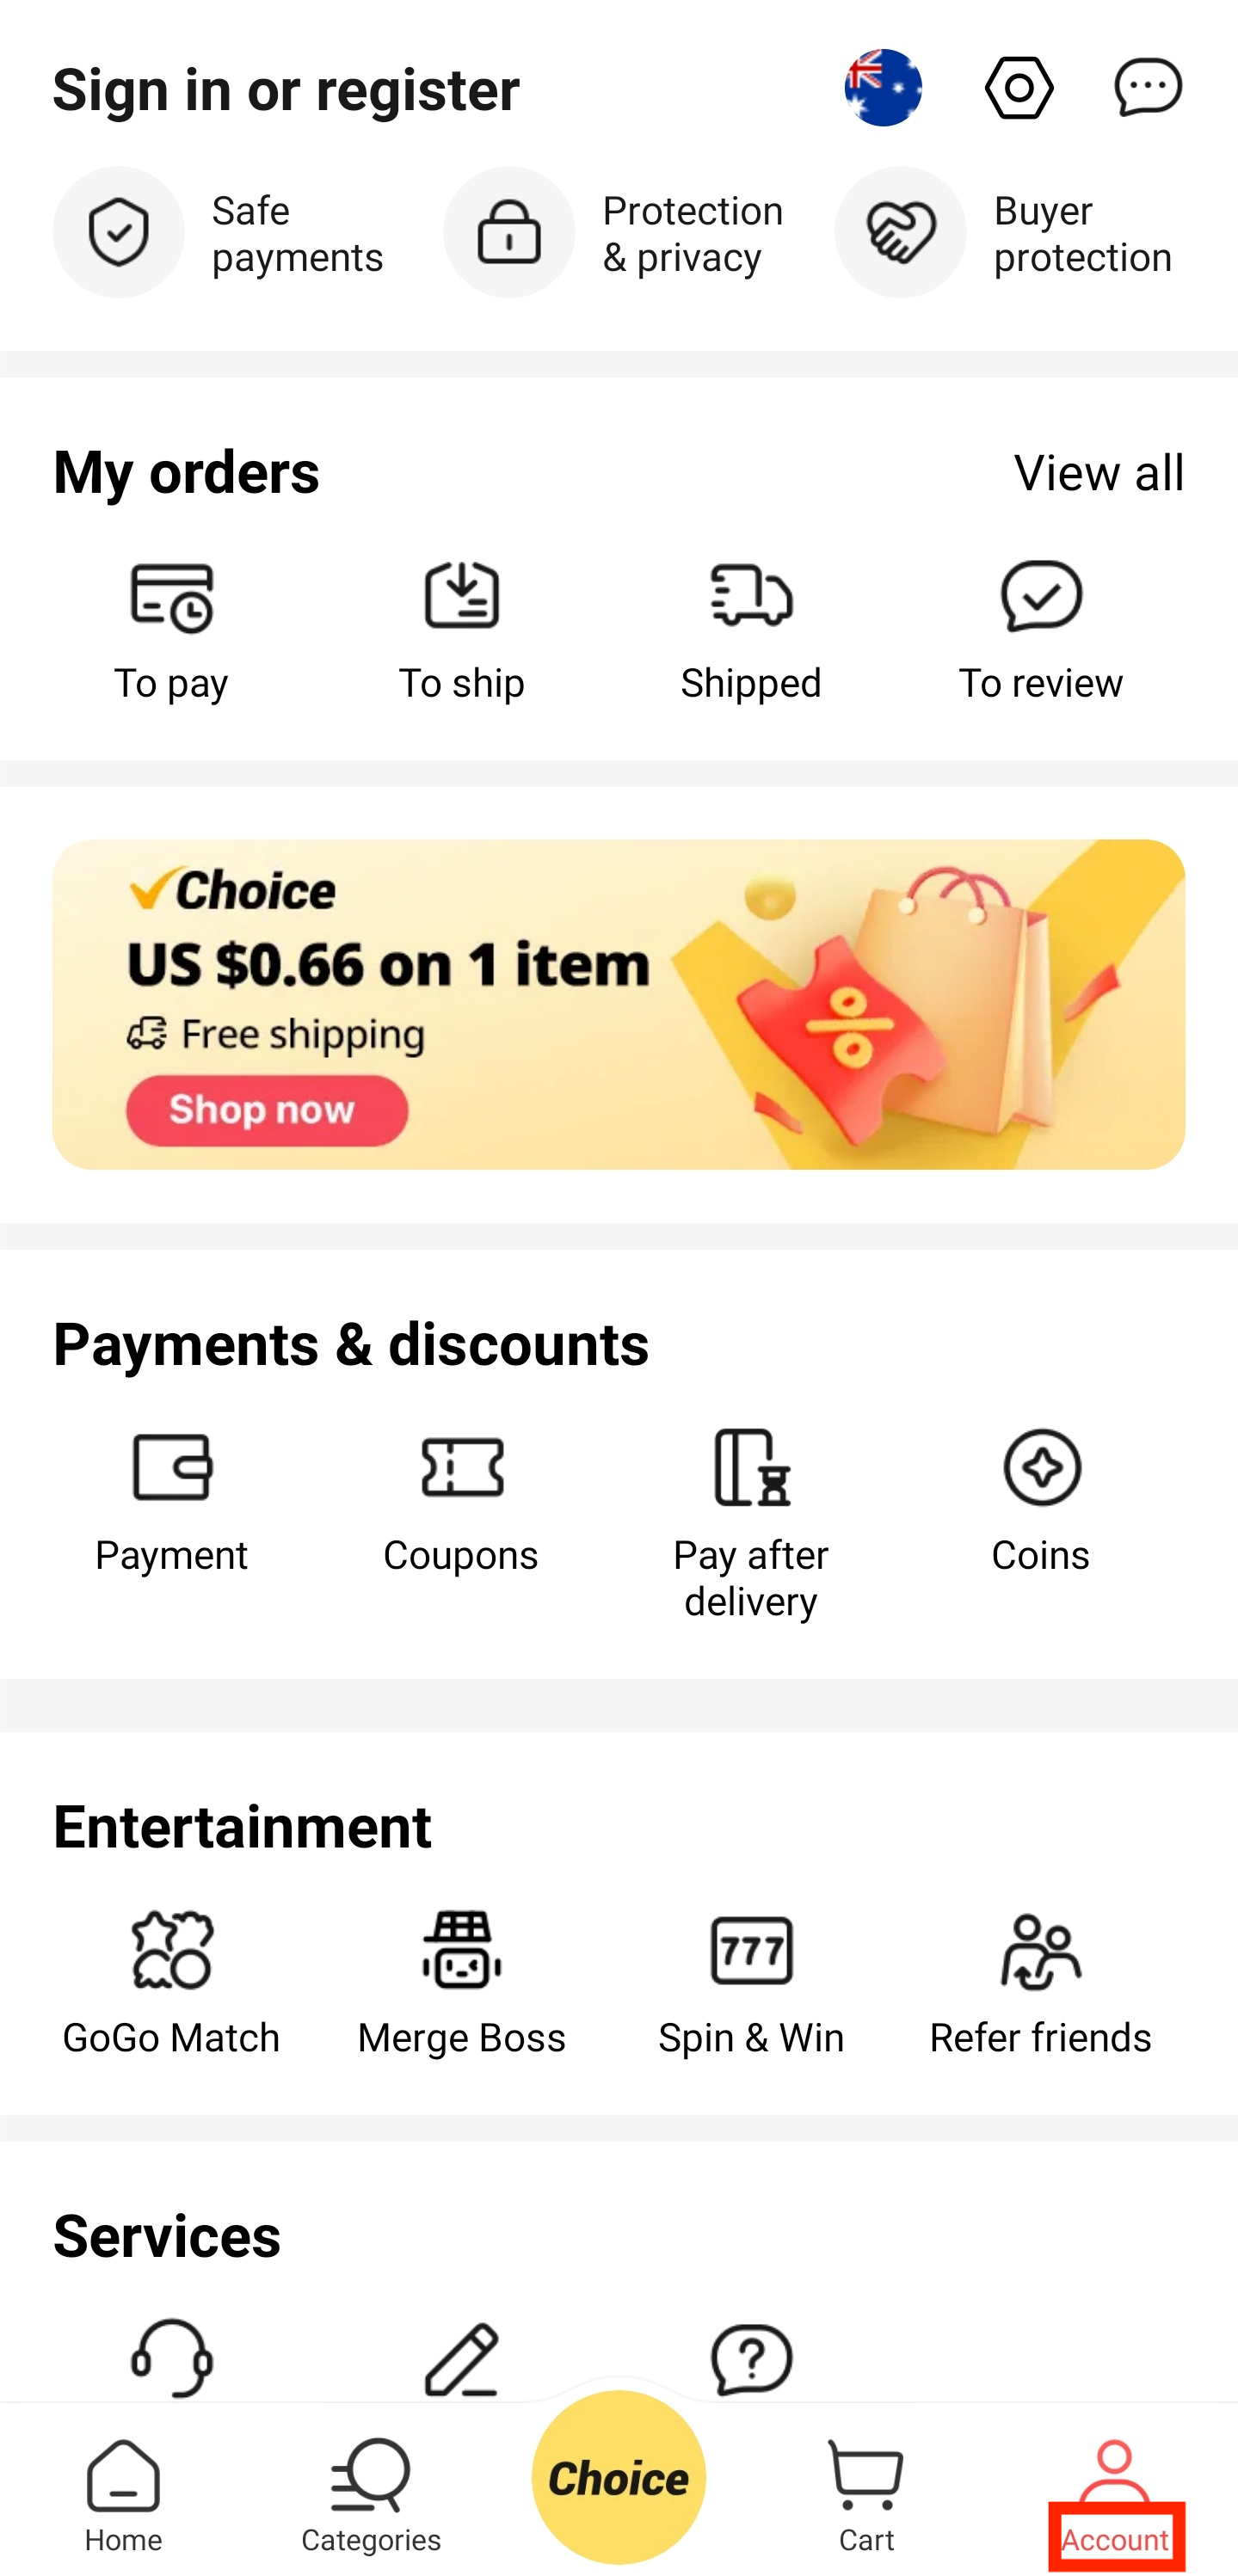 Sign in or register
Safe
payments
Protection
& privacy
Buyer
protection
My orders
View all
To pay
To ship
Shipped
To review
Choice
US $0.66 on 1 item
Free shipping
Shop now
%
Payments & discounts
Payment
Coupons
Pay after
delivery
Coins
Entertainment
777
GoGo Match
Merge Boss
Spin & Win
Refer friends
Services
?
Choice
Home
Categories
Cart
Account